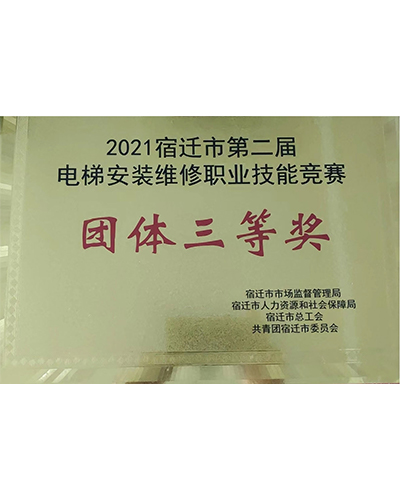 2021宿迁市第二届
电梯安装维修职业技能竞赛
团体三等奖
宿迁市市场监督管理局
宿迁市人力资源和社会保障局
宿迁市总工会
共青团宿迁市委员会